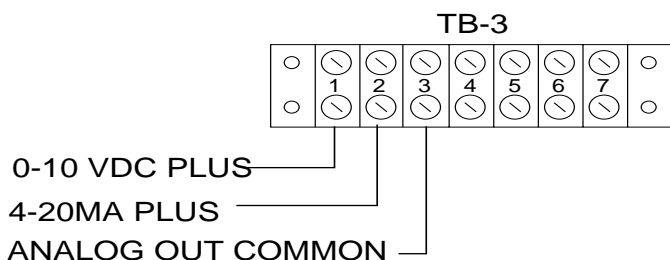 TB-3
1 2 3 4 5 6 7
0-10 VDC PLUS
4-20MA PLUS
ANALOG OUT COMMON